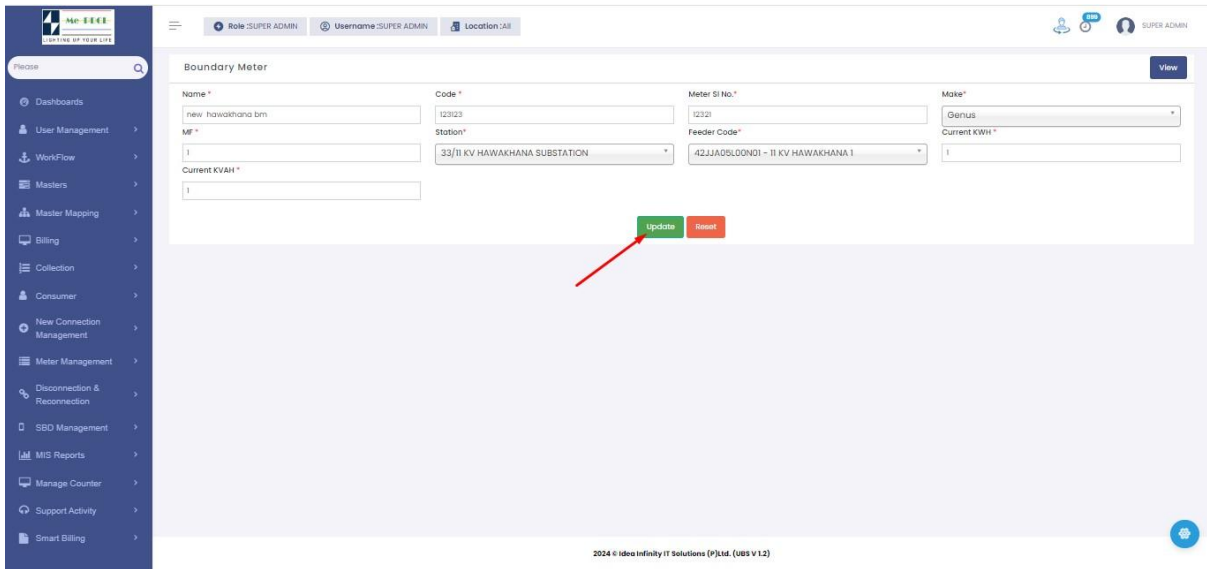 Me-PDCL
LIGHTING UP YOUR LIFE
Role :SUPER ADMIN
Username :SUPER ADMIN
Location :All
SUPER ADMIN
Please
Dashboards
User Management
WorkFlow
Masters
Master Mapping
Billing
Collection
Consumer
New Connection
Management
Meter Management
Disconnection &
Reconnection
SBD Management
MIS Reports
Manage Counter
Support Activity
Smart Billing
Boundary Meter
View
Name *
Code *
Meter Sl No.*
Make*
new hawakhana bm
123123
12321
Genus
MF *
Station*
Feeder Code*
Current KWH *
1
33/11 KV HAWAKHANA SUBSTATION
42JJA05L00N01 - 11 KV HAWAKHANA 1
1
Current KVAH *
1
Update
Reset
2024 © Idea Infinity IT Solutions (P)Ltd. (UBS V 1.2)